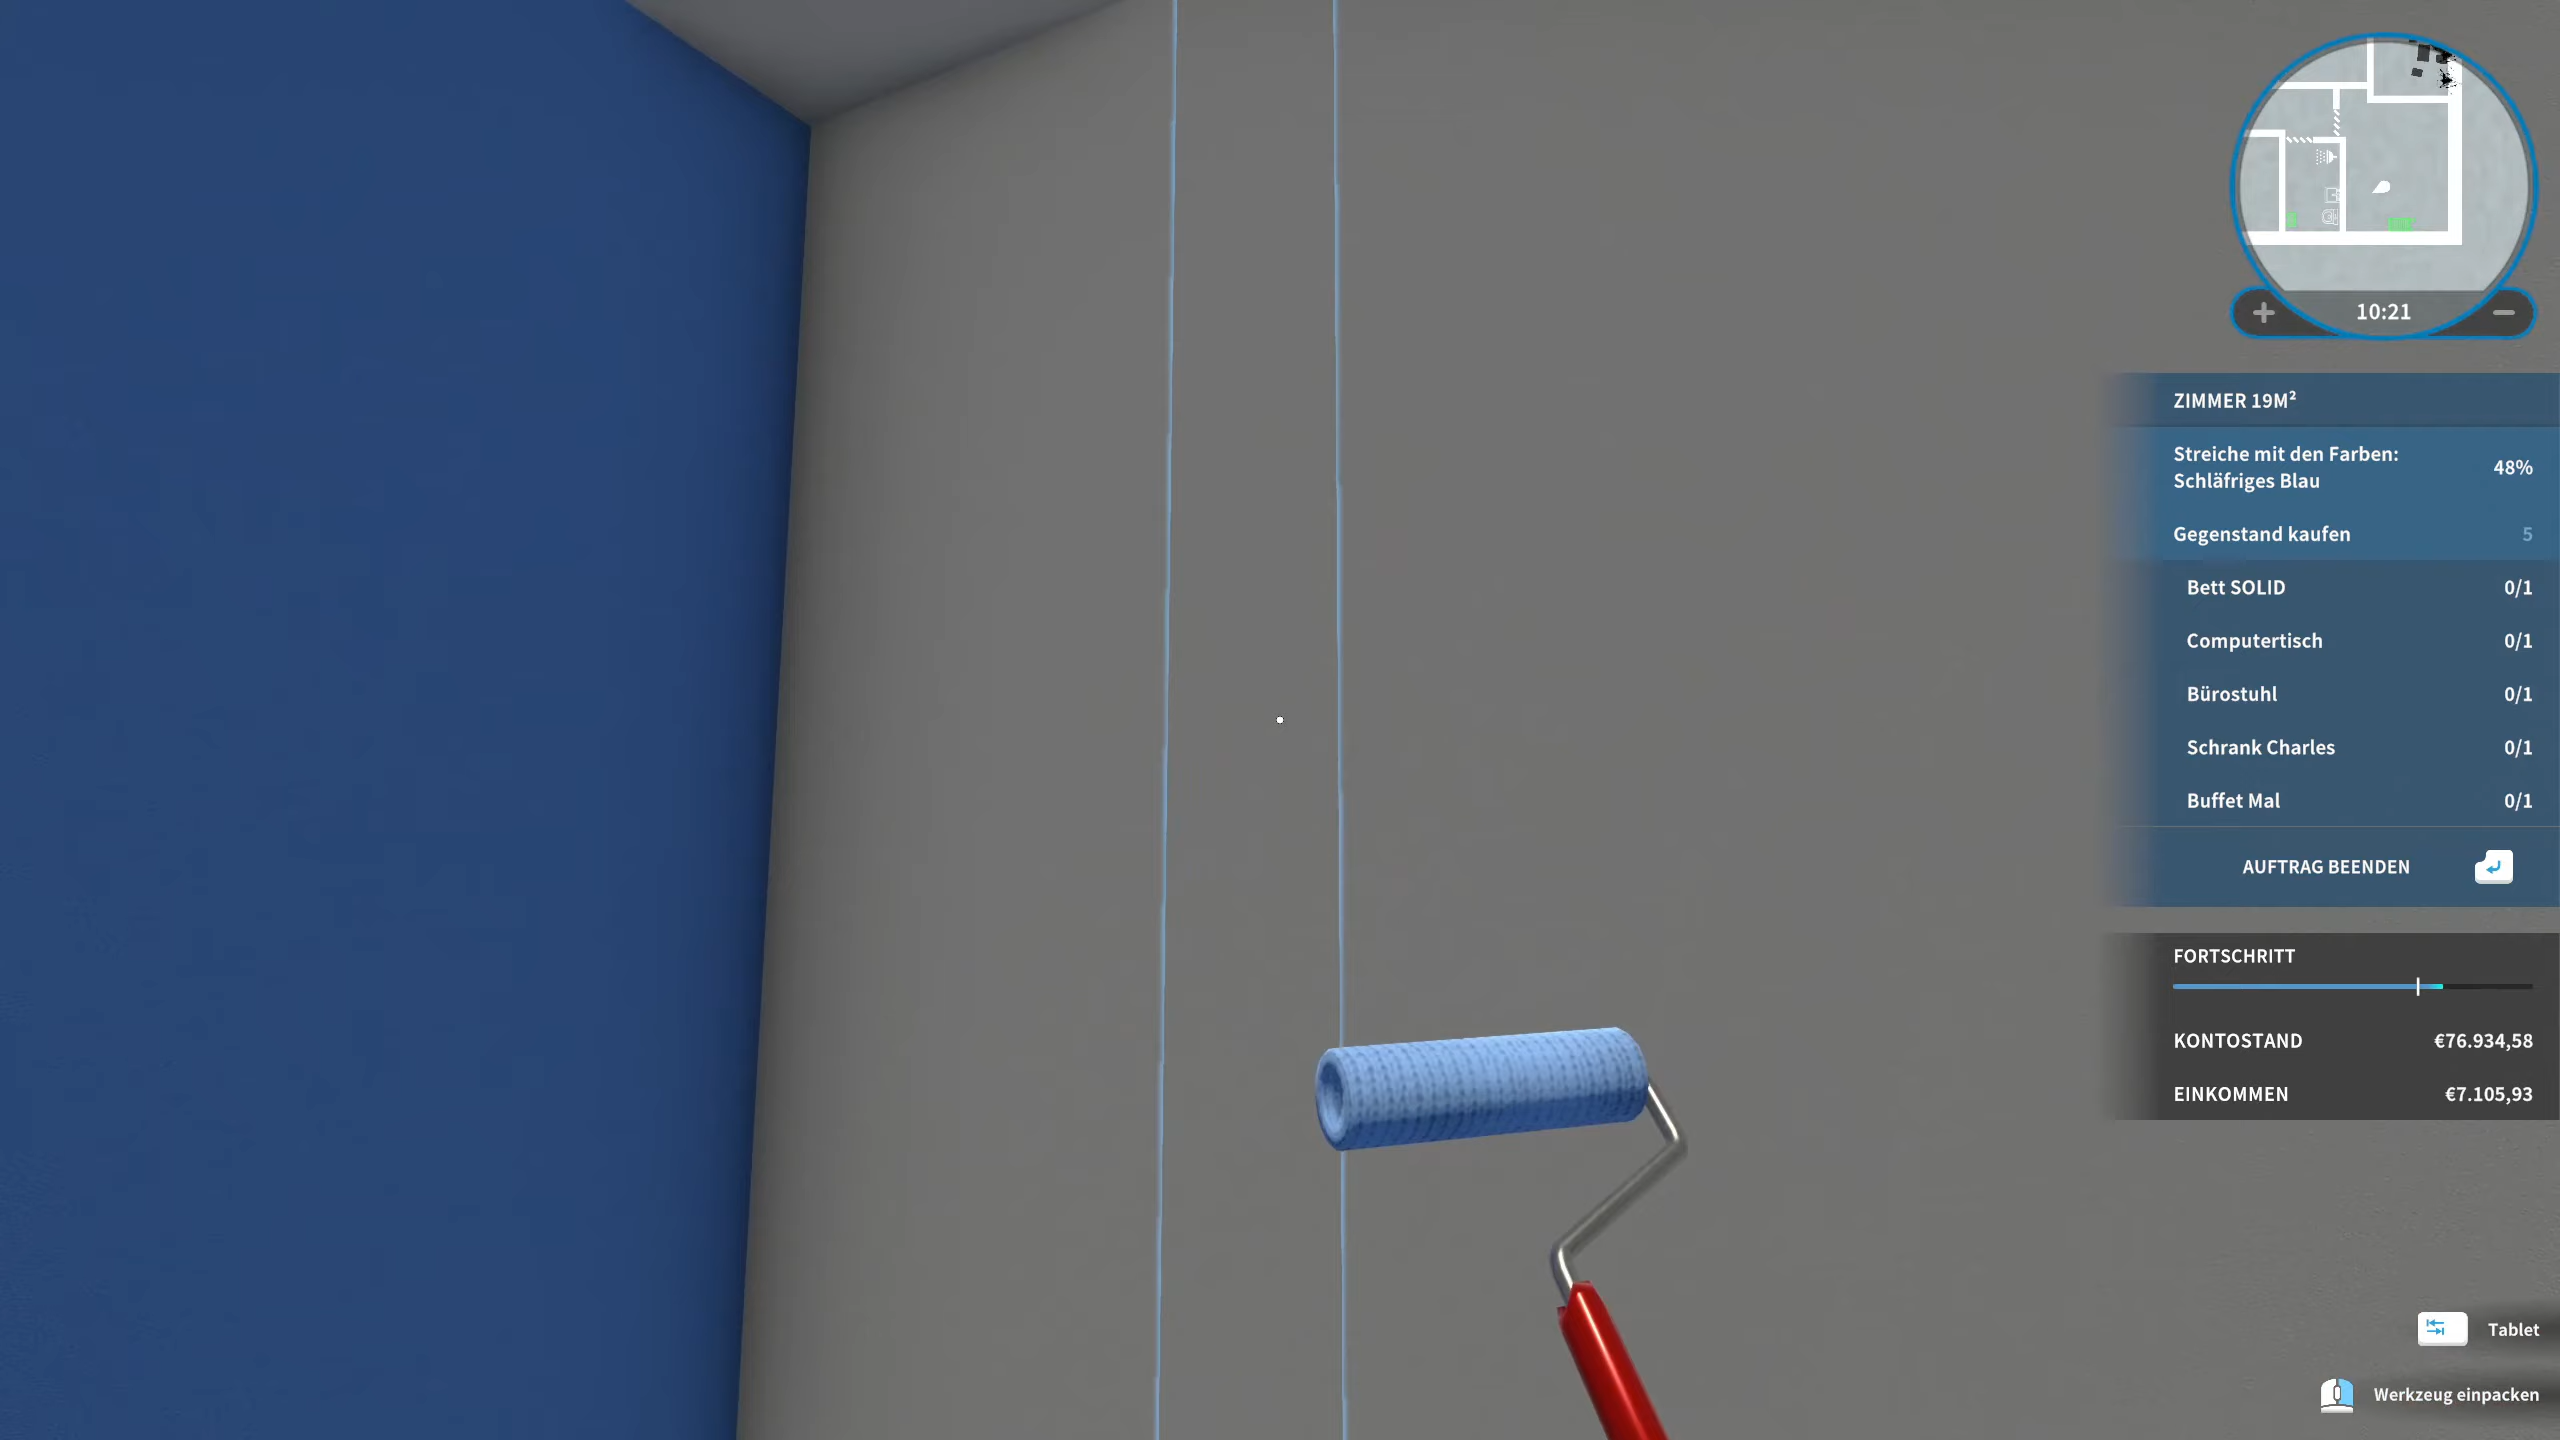 10:21
ZIMMER 19M²
Streiche mit den Farben:
Schläfriges Blau
48%
Gegenstand kaufen 5
Bett SOLID 0/1
Computertisch 0/1
Bürostuhl 0/1
Schrank Charles 0/1
Buffet Mal 0/1
AUFTRAG BEENDEN
FORTSCHRITT
KONTOSTAND €76.934,58
EINKOMMEN €7.105,93
Tablet
Werkzeug einpacken